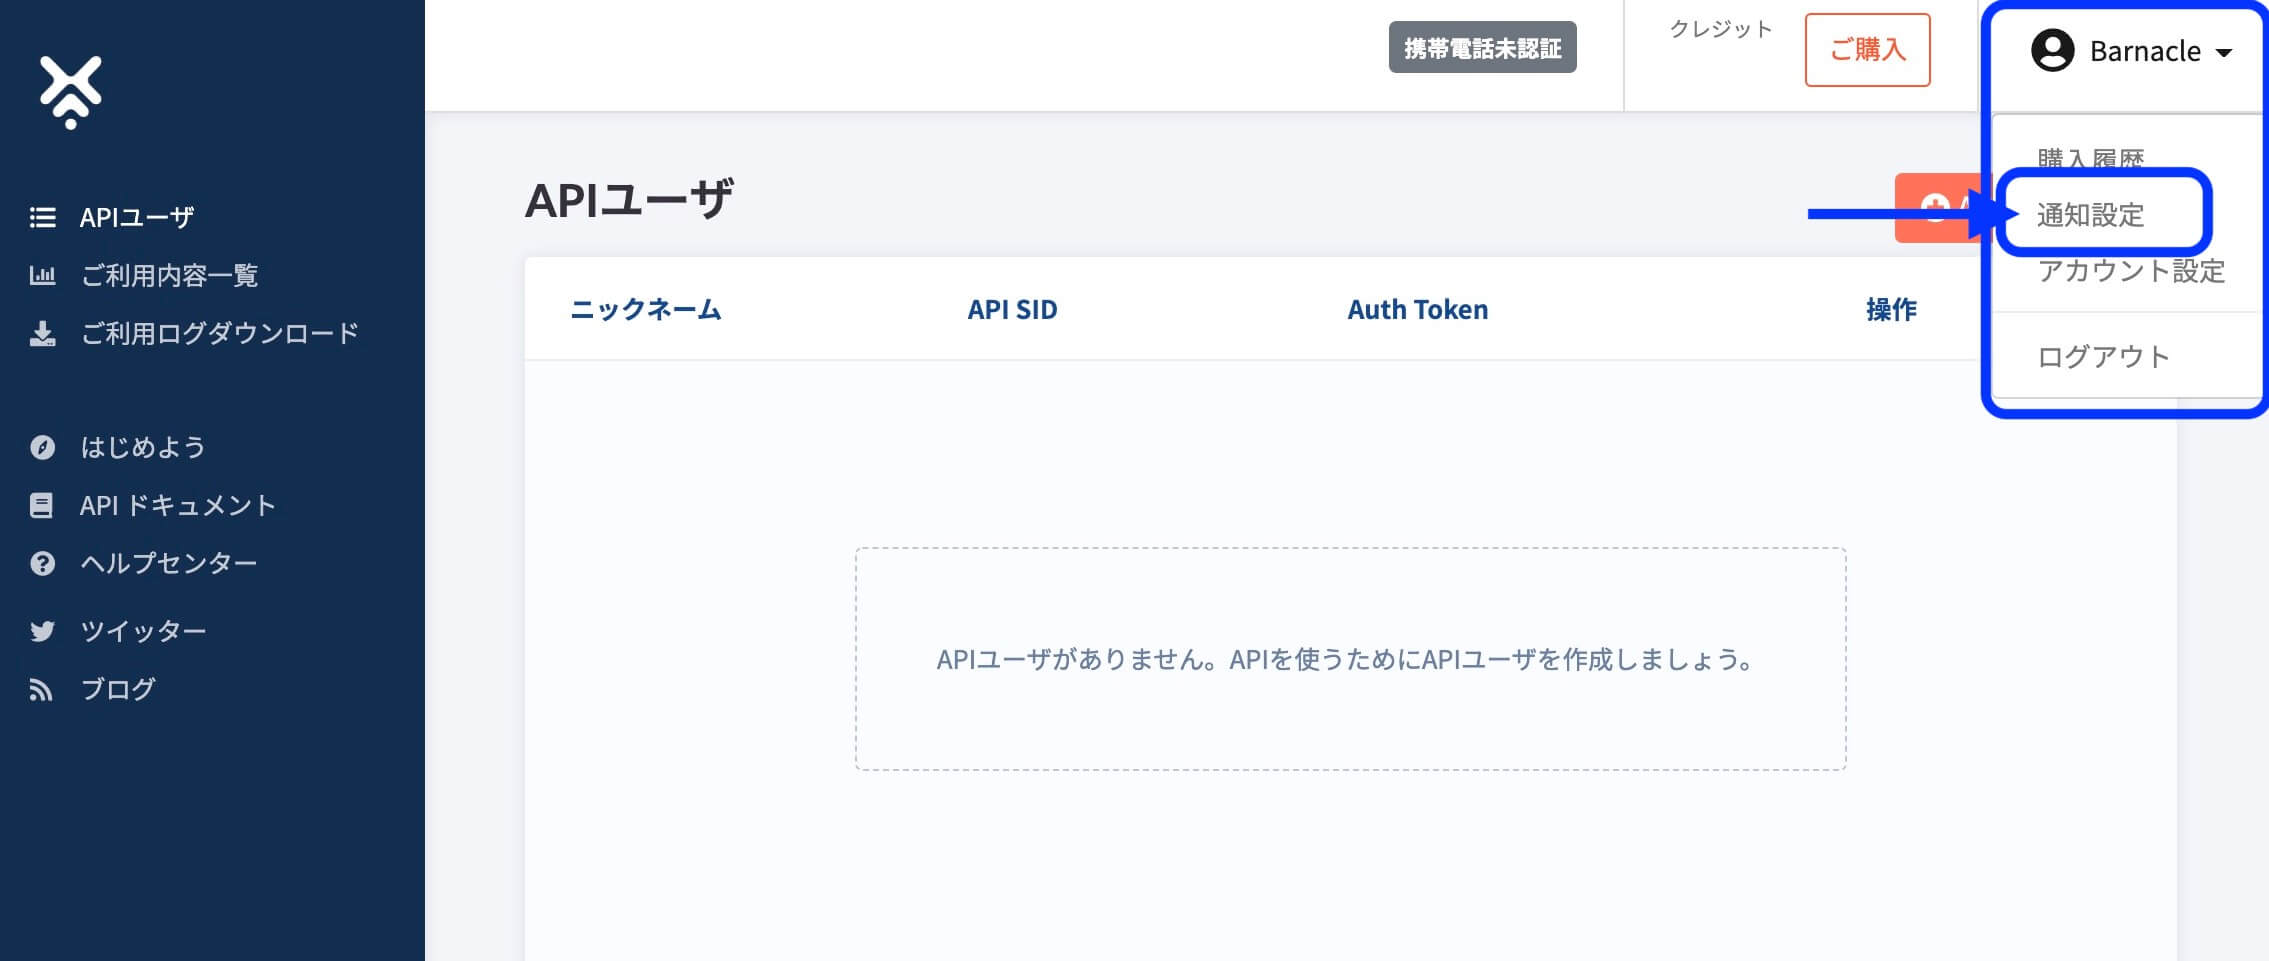 携帯電話未認証
クレジット
ご購入
Barnacle
購入履歴
通知設定
アカウント設定
ログアウト
APIユーザ
ご利用内容一覧
ご利用ログダウンロード
はじめよう
API ドキュメント
ヘルプセンター
ツイッター
ブログ
APIユーザ
ニックネーム
API SID
Auth Token
操作
APIユーザがありません。APIを使うためにAPIユーザを作成しましょう。